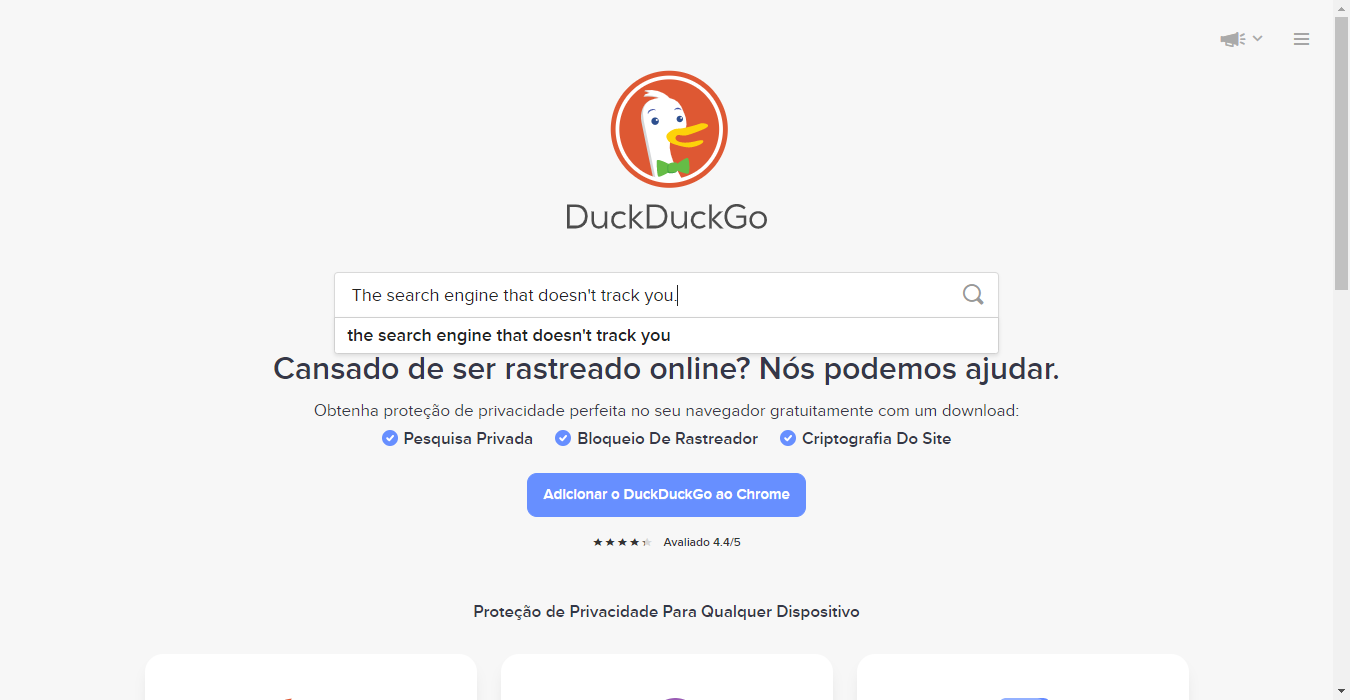 DuckDuckGo
The search engine that doesn't track you.
the search engine that doesn't track you
Cansado de ser rastreado online? Nós podemos ajudar.
Obtenha proteção de privacidade perfeita no seu navegador gratuitamente com um download:
Pesquisa Privada Bloqueio De Rastreador Criptografia Do Site
Adicionar o DuckDuckGo ao Chrome
Avaliado 4.4/5
Proteção de Privacidade Para Qualquer Dispositivo